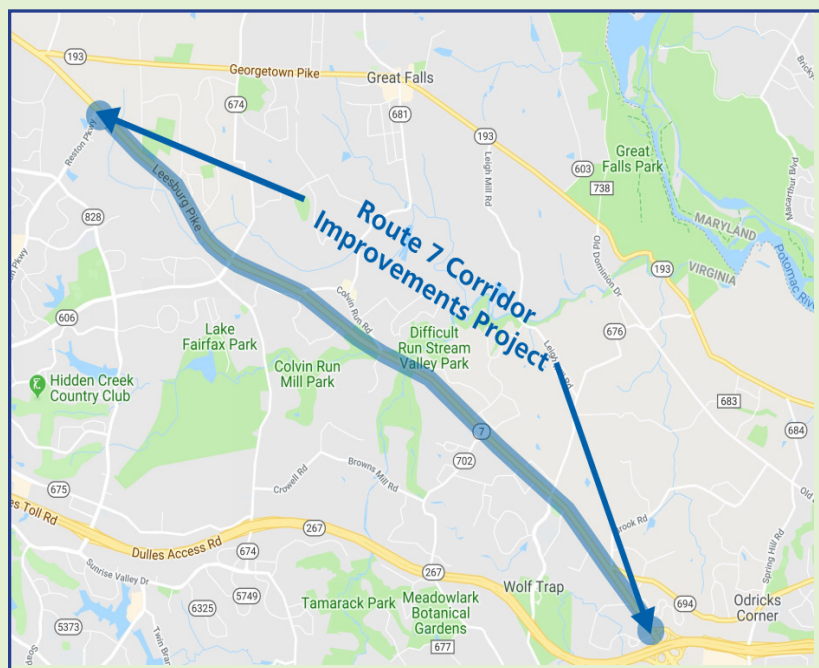 193
Georgetown Pike
Great Falls
674
681
Reston Pkwy
193
Leigh Mill Rd
603
738
Great
Falls Park
Macarthur Blvd
Leesburg Pike
828
Route 7 Corridor
Improvements Project
MARYLAND
VIRGINIA
Potomac River
Old Dominion Dr
193
606
Lake
Fairfax Park
Colvin Run Rd
Difficult
Run Stream
Valley Park
676
Colvin Run
Mill Park
Hidden Creek
Country Club
683
684
7
702
Browns Mill Rd
Crowell Rd
675
267
Dulles Access Rd
674
Sunrise Valley Dr
267
Spring Hill Rd
Wolf Trap
694
Odricks
Corner
6325
5749
Tamarack Park
Meadowlark
Botanical
Gardens
5373
677